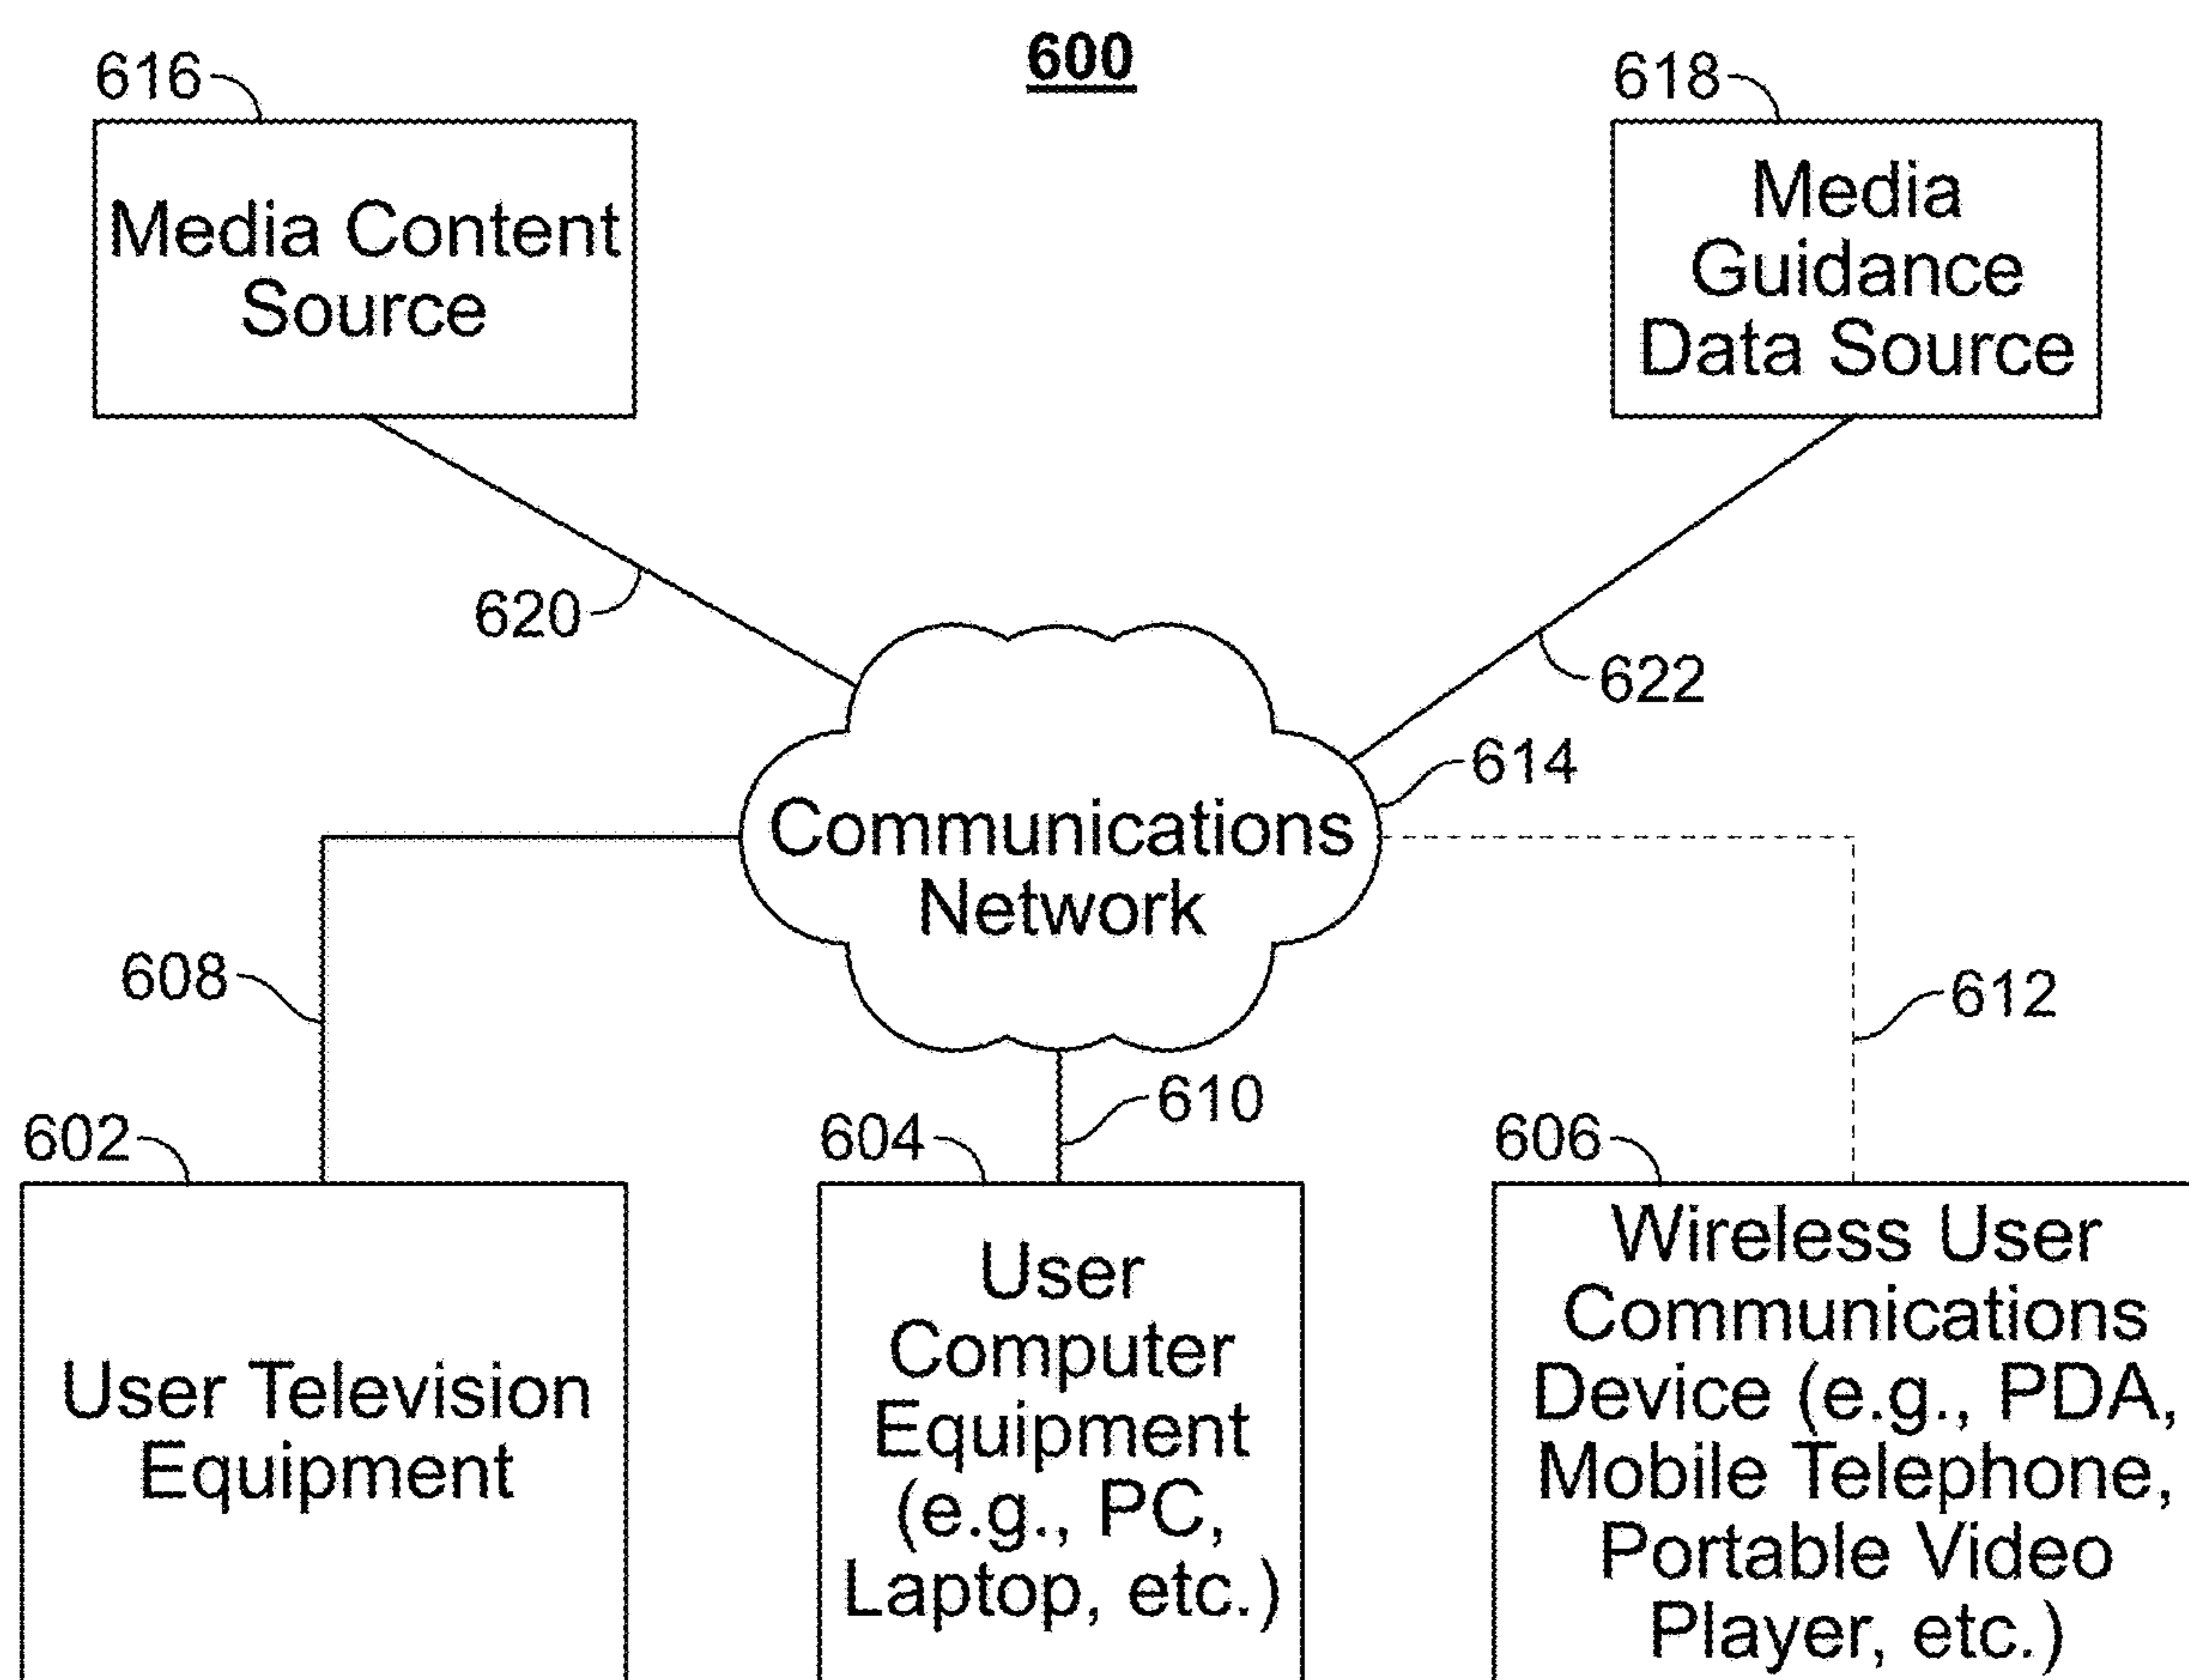 600
616
618
Media Content
Source
Media
Guidance
Data Source
620
622
614
Communications
Network
608
612
610
602
604
606
User Television
Equipment
User
Computer
Equipment
(e.g., PC,
Laptop, etc.)
Wireless User
Communications
Device (e.g., PDA,
Mobile Telephone,
Portable Video
Player, etc.)